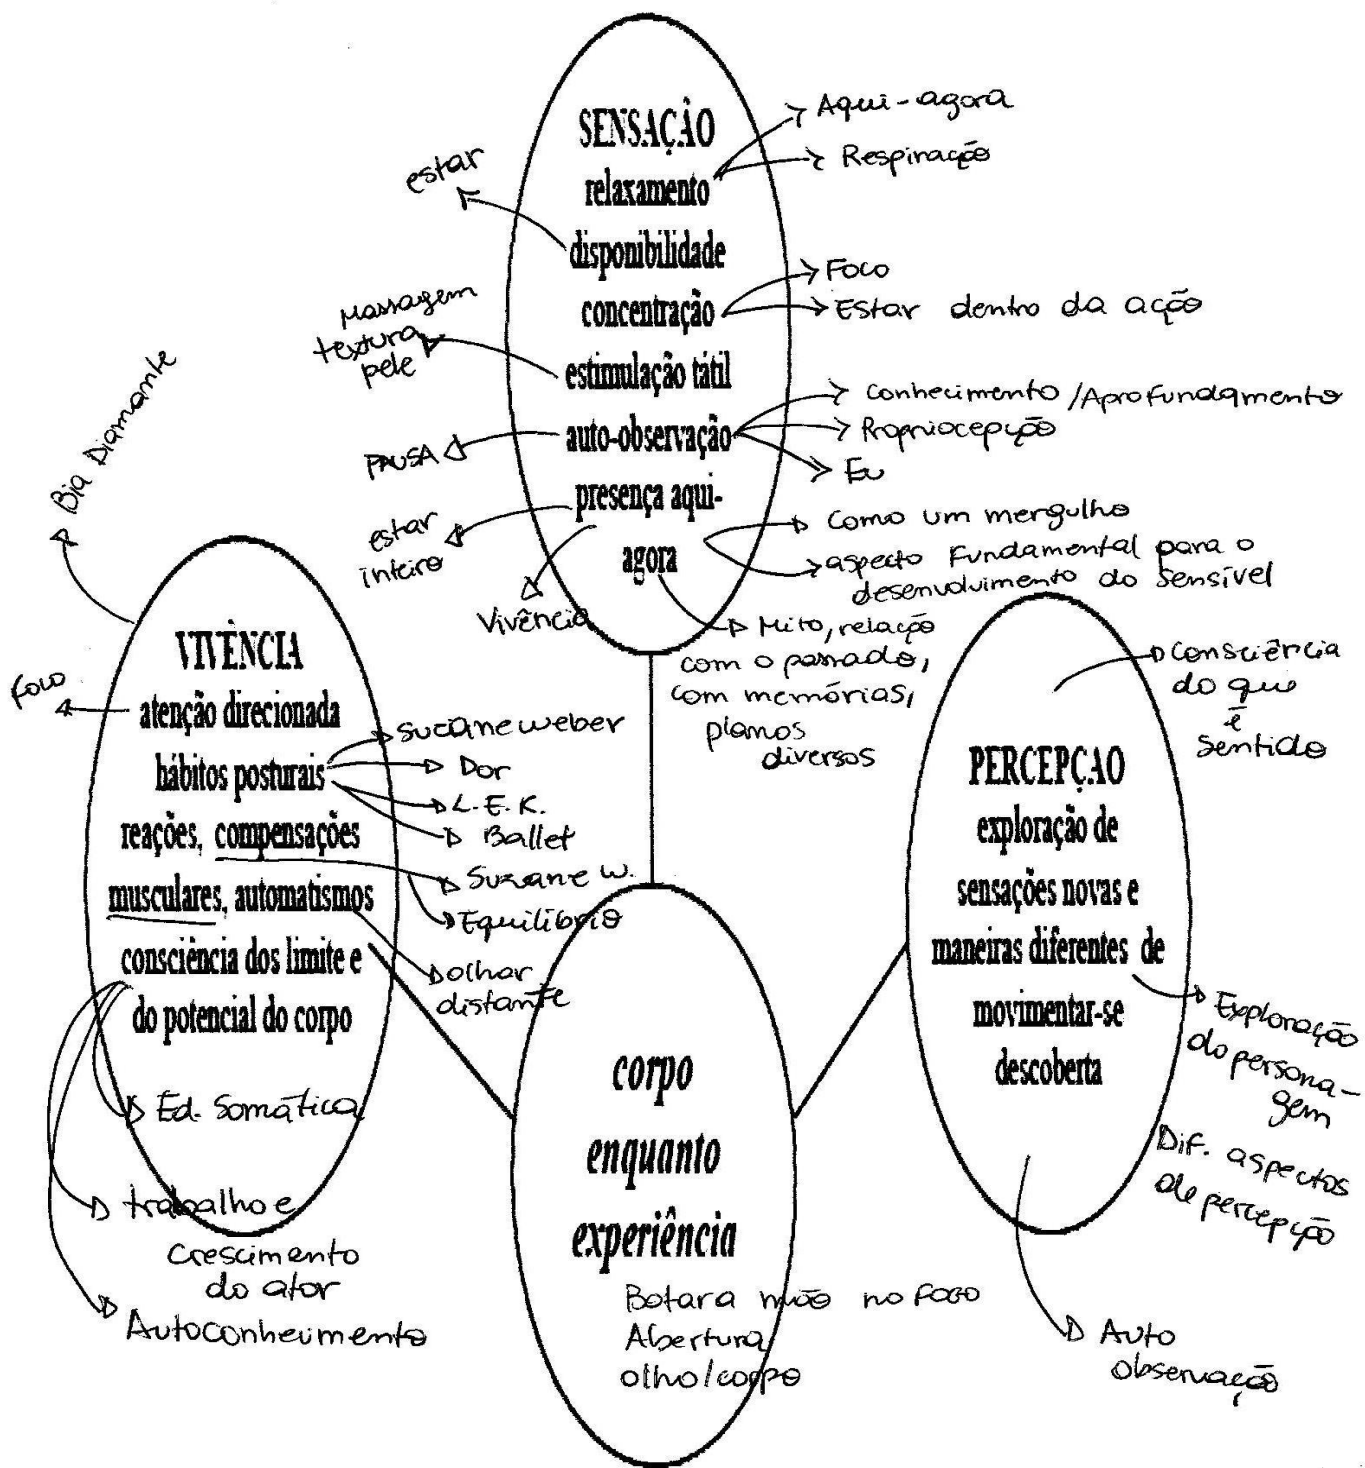 SENSAÇÃO
relaxamento
disponibilidade
concentração
estimulação tátil
auto-observação
presença aqui-
agora
Aqui-agora
Respiração
estar
Foco
Estar dentro da ação
Massagem
textura
pele
Conhecimento/Aprofundamento
Propriocepção
Eu
PAUSA
estar
inteiro
Vivência
Como um mergulho
aspecto Fundamental para o
desenvolvimento do sensível
Mito, relação
com o passado,
com memórias,
planos
diversos
Bia Diamante
VIVÊNCIA
atenção direcionada
hábitos posturais
reações, compensações
musculares, automatismos
consciência dos limite e
do potencial do corpo
Foco
Suzane weber
Dor
L.E.K.
Ballet
Suzane w.
Equilíbrio
olhar
distante
Ed. Somática
trabalho e
crescimento
do ator
Autoconhecimento
PERCEPÇAO
exploração de
sensações novas e
maneiras diferentes de
movimentar-se
descoberta
Consciência
do que
é
sentido
Exploração
do persona-
gem
Dif. aspectos
de percepção
Auto
observação
corpo
enquanto
experiência
Botar a mão no fogo
Abertura
olho/corpo